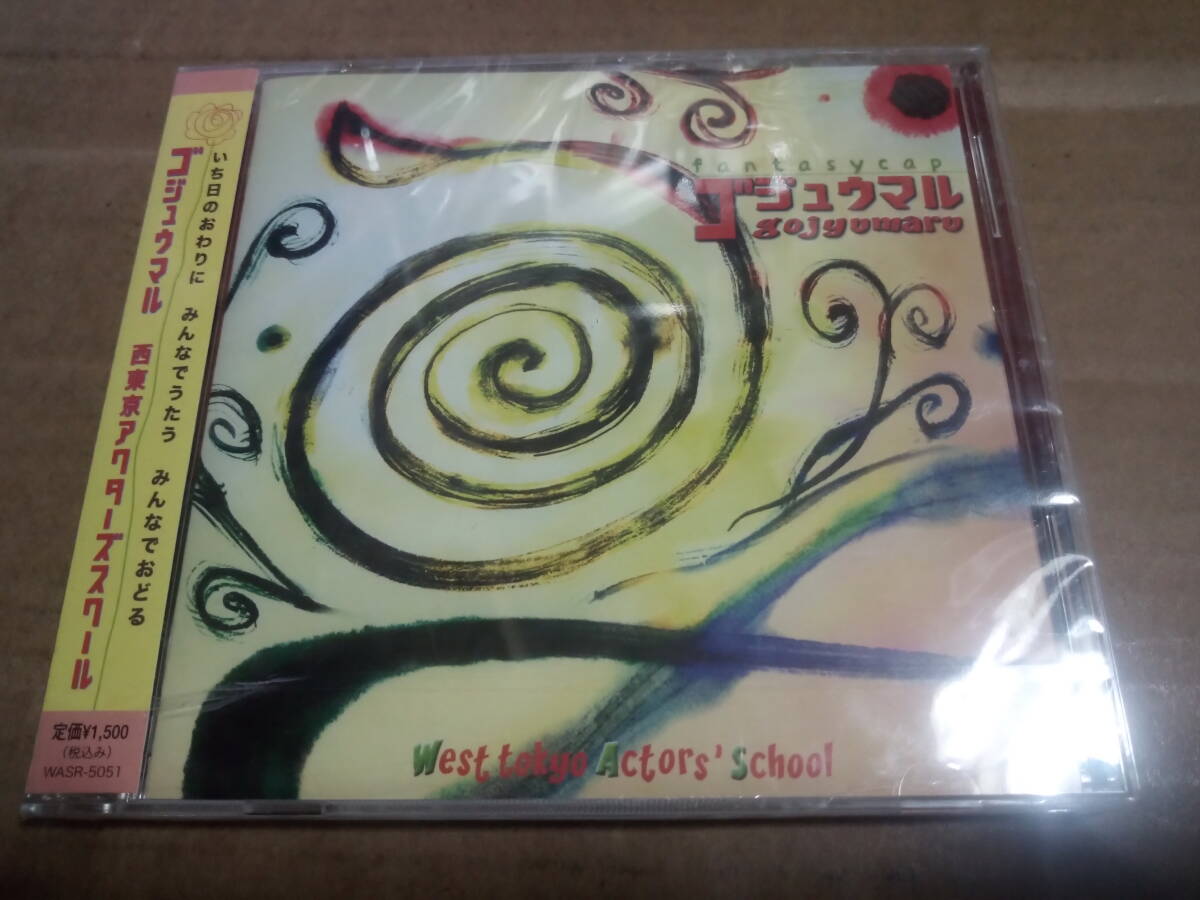 いち日のおわりに みんなでうたう みんなでおどる
ゴジュウマル 西東京アクターズスクール
定価¥1,500
(税込み)
WASR-5051
fantasycap
ゴジュウマル
gojyumaru
West tokyo Actors' School